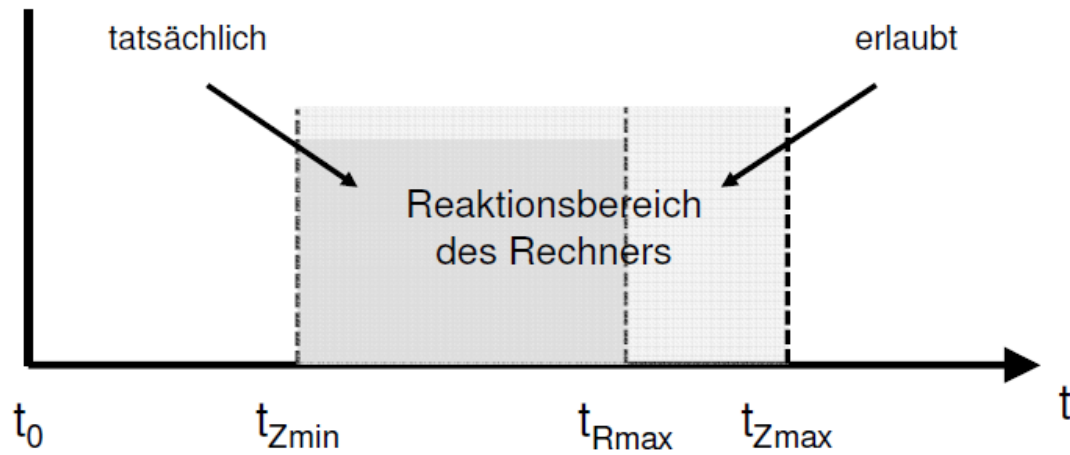 tatsächlich
erlaubt
Reaktionsbereich
des Rechners
t0
tZmin
tRmax
tZmax
t